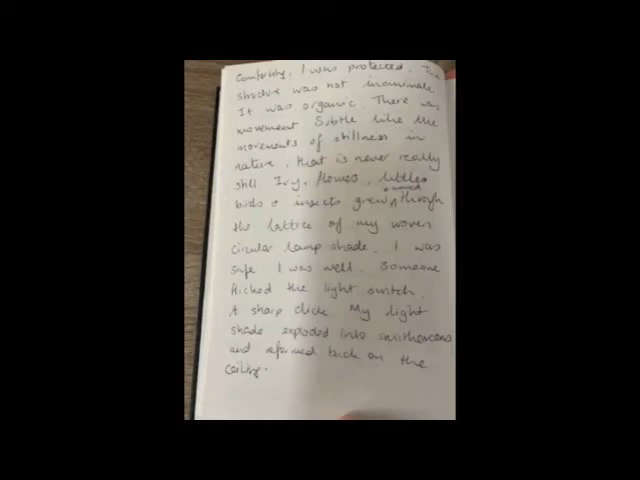 comforting. I was protected. The
structure was not inanimate.
It was organic. There was
movement subtle like the
movements of stillness in
nature, that is never really
still Ivy, flowers, littles
birds & insects grew & moved through
the lattice of my woven
circular lamp shade. I was
safe I was well. Someone
flicked the light switch.
A sharp click. My light
shade exploded into
and reformed back on the
ceiling.